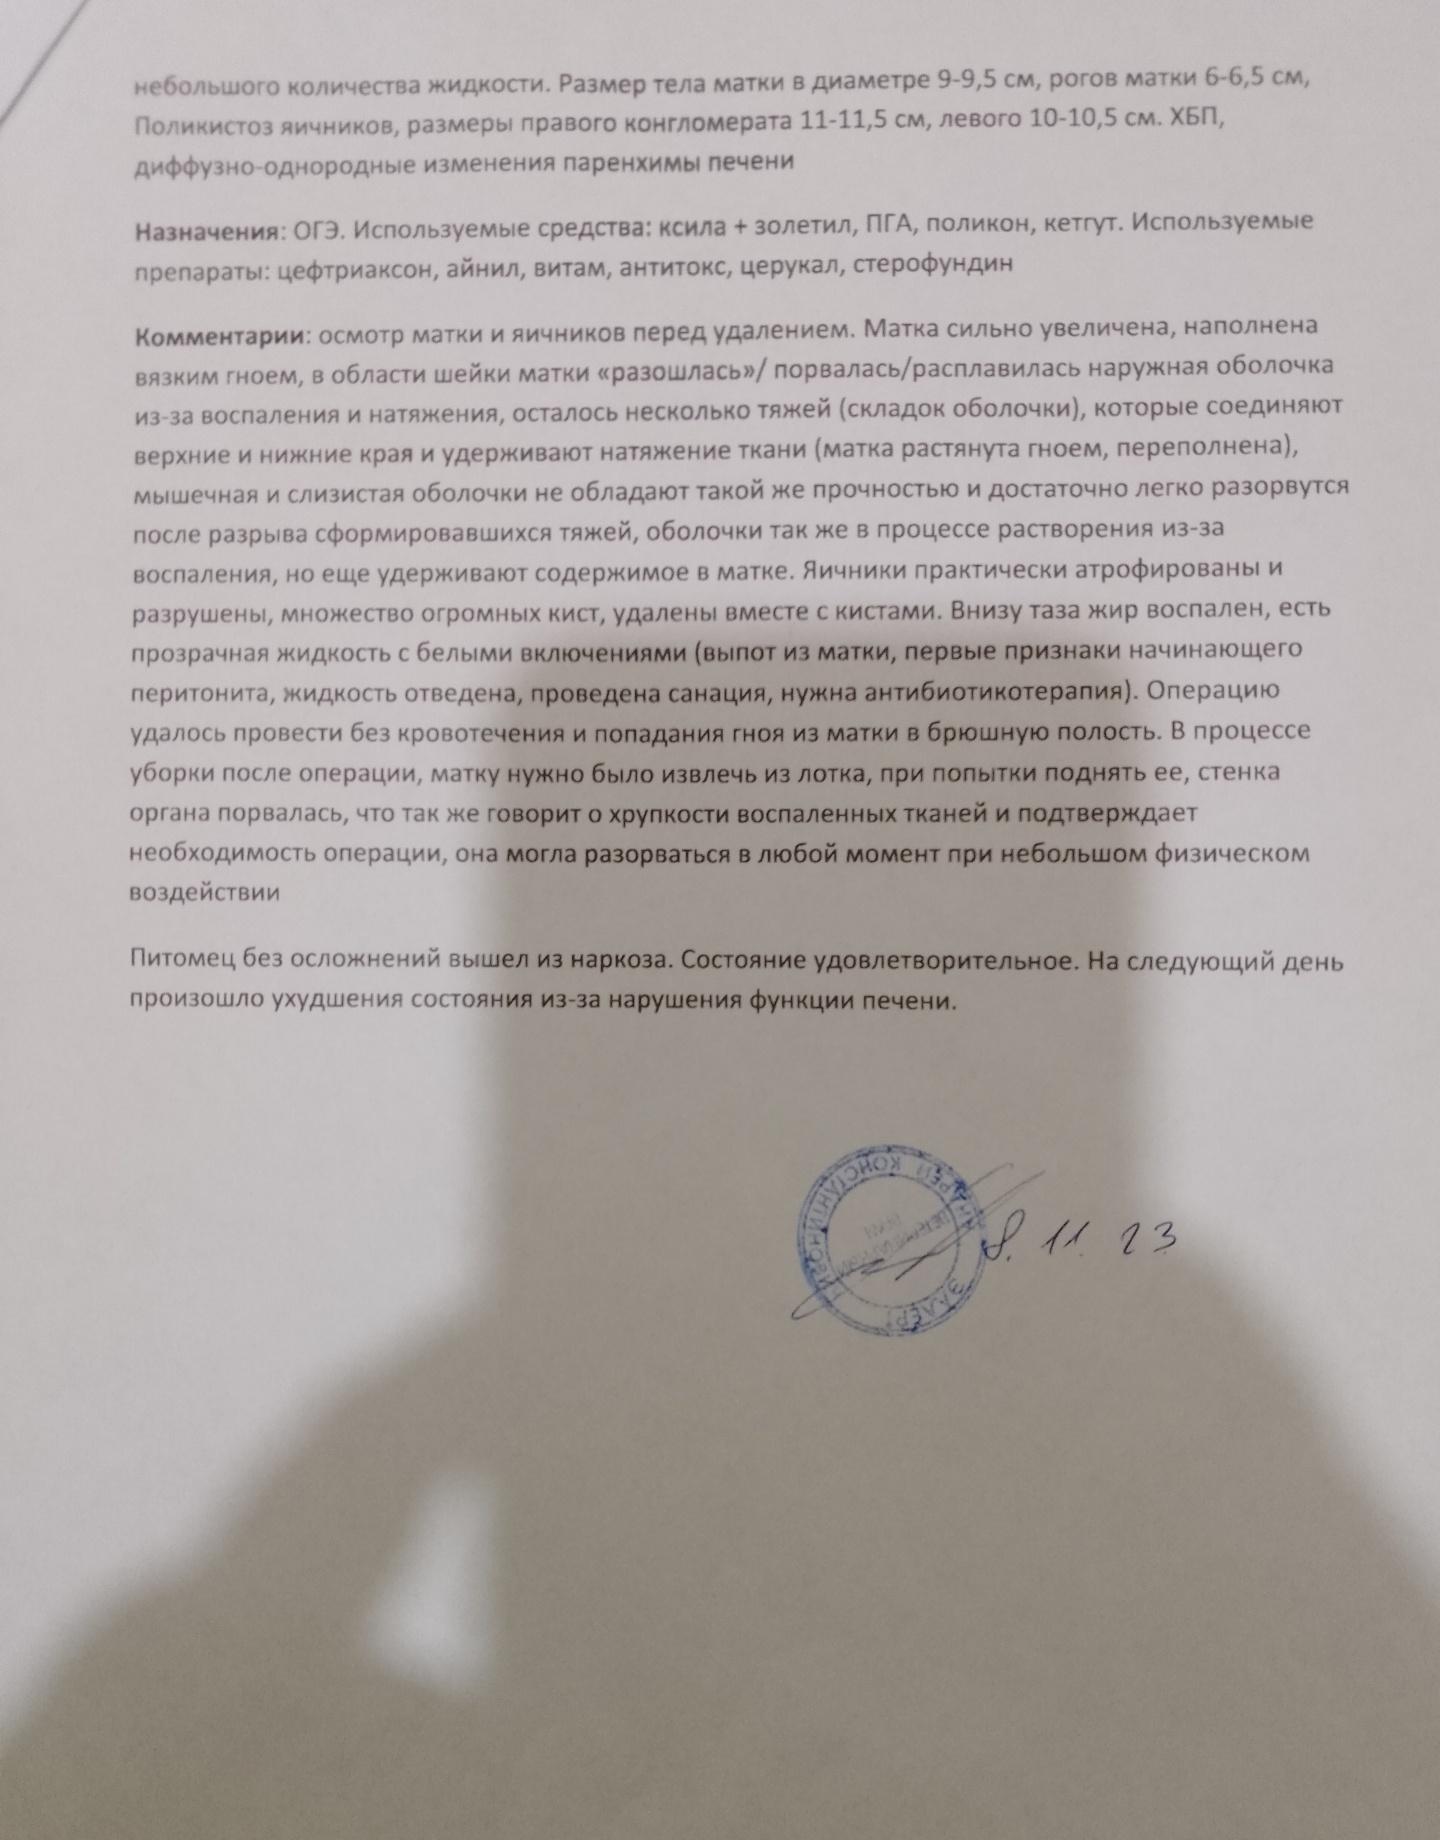 небольшого количества жидкости. Размер тела матки в диаметре 9-9,5 см, рогов матки 6-6,5 см,
Поликистоз яичников, размеры правого конгломерата 11-11,5 см, левого 10-10,5 см. ХБП,
диффузно-однородные изменения паренхимы печени
Назначения: ОГЭ. Используемые средства: ксила + золетил, ПГА, поликон, кетгут. Используемые
препараты: цефтриаксон, айнил, витам, антитокс, церукал, стерофундин
Комментарии: осмотр матки и яичников перед удалением. Матка сильно увеличена, наполнена
вязким гноем, в области шейки матки «разошлась»/ порвалась/расплавилась наружная оболочка
из-за воспаления и натяжения, осталось несколько тяжей (складок оболочки), которые соединяют
верхние и нижние края и удерживают натяжение ткани (матка растянута гноем, переполнена),
мышечная и слизистая оболочки не обладают такой же прочностью и достаточно легко разорвутся
после разрыва сформировавшихся тяжей, оболочки так же в процессе растворения из-за
воспаления, но еще удерживают содержимое в матке. Яичники практически атрофированы и
разрушены, множество огромных кист, удалены вместе с кистами. Внизу таза жир воспален, есть
прозрачная жидкость с белыми включениями (выпот из матки, первые признаки начинающего
перитонита, жидкость отведена, проведена санация, нужна антибиотикотерапия). Операцию
удалось провести без кровотечения и попадания гноя из матки в брюшную полость. В процессе
уборки после операции, матку нужно было извлечь из лотка, при попытки поднять ее, стенка
органа порвалась, что так же говорит о хрупкости воспаленных тканей и подтверждает
необходимость операции, она могла разорваться в любой момент при небольшом физическом
воздействии
Питомец без осложнений вышел из наркоза. Состояние удовлетворительное. На следующий день
произошло ухудшения состояния из-за нарушения функции печени.
8. 11. 23